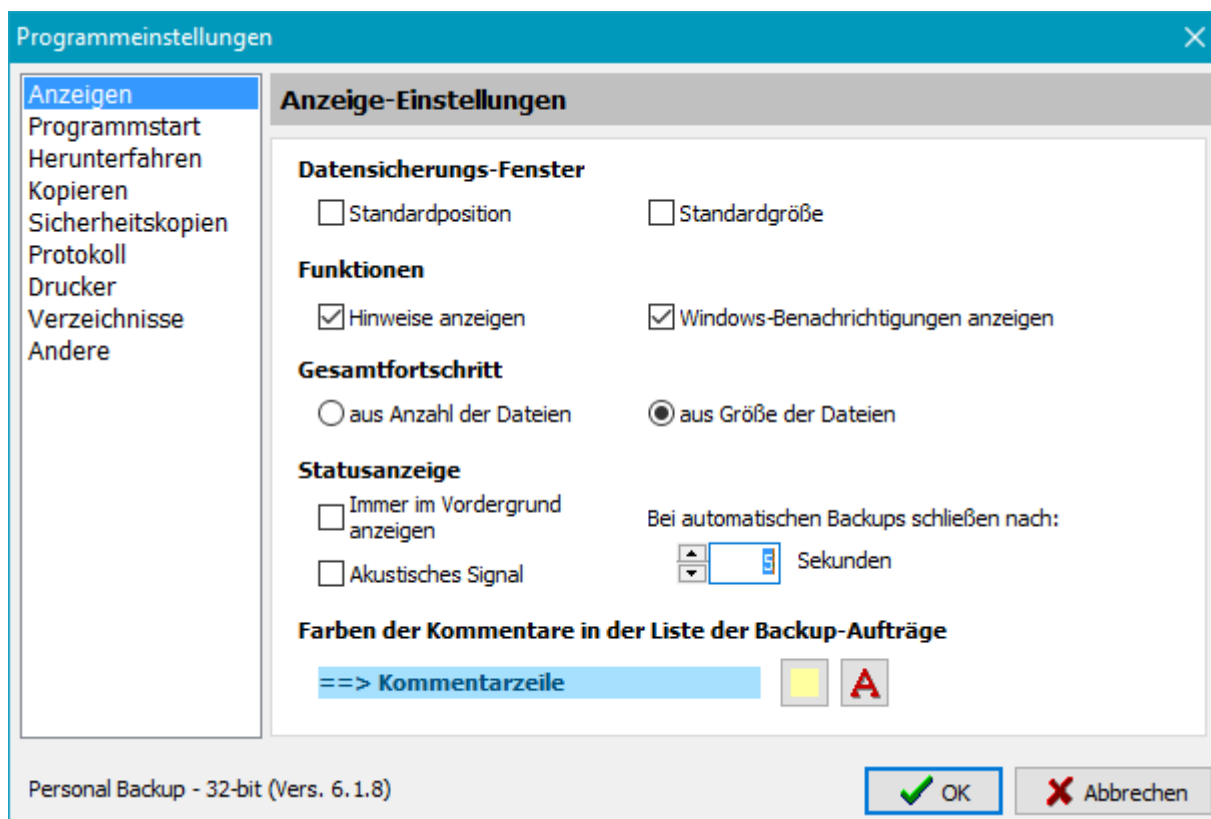 Programmeinstellungen
Anzeigen
Programmstart
Herunterfahren
Kopieren
Sicherheitskopien
Protokoll
Drucker
Verzeichnisse
Andere
Anzeige-Einstellungen
Datensicherungs-Fenster
Standardposition
Standardgröße
Funktionen
Hinweise anzeigen
Windows-Benachrichtigungen anzeigen
Gesamtfortschritt
aus Anzahl der Dateien
aus Größe der Dateien
Statusanzeige
Immer im Vordergrund
anzeigen
Bei automatischen Backups schließen nach:
5 Sekunden
Akustisches Signal
Farben der Kommentare in der Liste der Backup-Aufträge
==> Kommentarzeile
A
Personal Backup - 32-bit (Vers. 6.1.8)
OK
Abbrechen